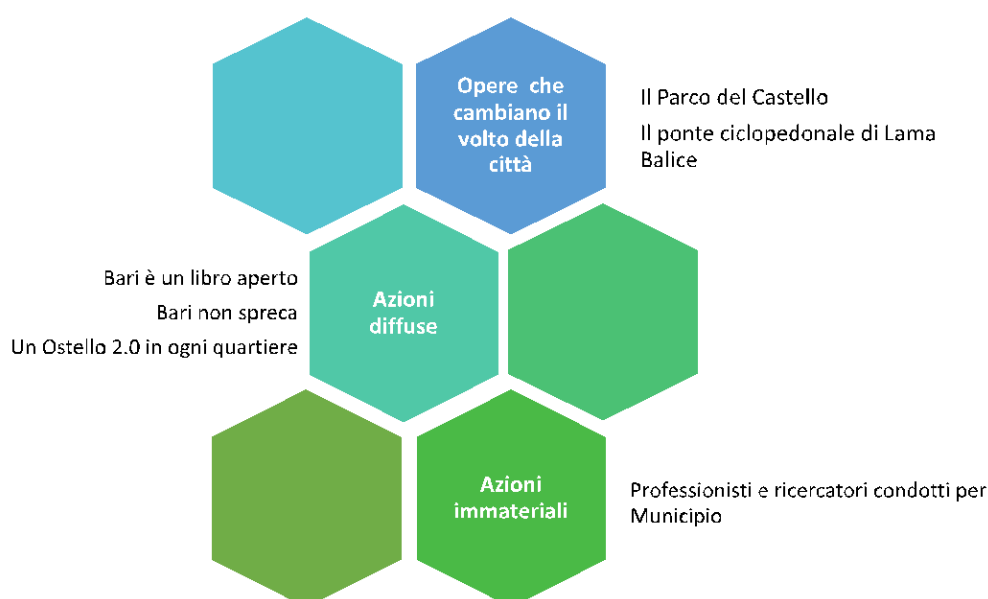 Opere che
cambiano il
volto della
città
Il Parco del Castello
Il ponte ciclopedonale di Lama
Balice
Bari è un libro aperto
Bari non spreca
Un Ostello 2.0 in ogni quartiere
Azioni
diffuse
Azioni
immateriali
Professionisti e ricercatori condotti per
Municipio